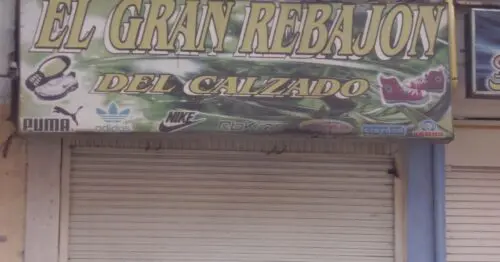 EL GRAN REBAJON
DEL CALZADO
PUMA adidas NIKE